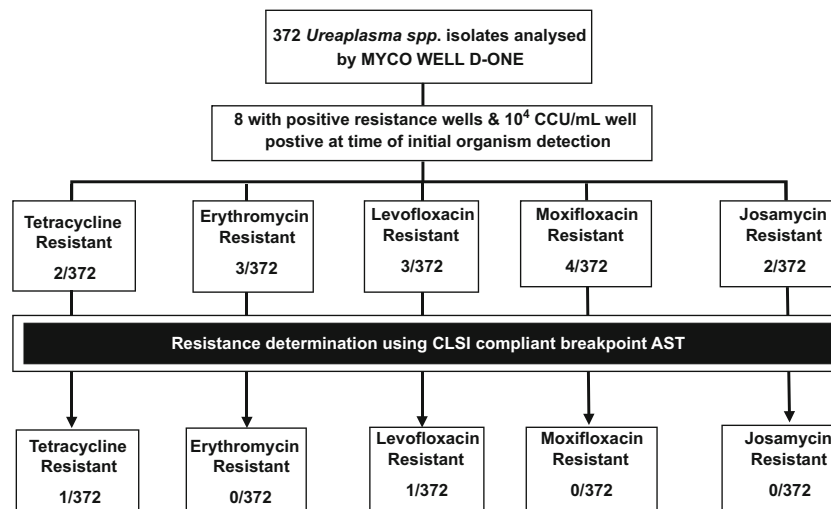 372 Ureaplasma spp. isolates analysed
by MYCO WELL D-ONE
8 with positive resistance wells & 10⁴ CCU/mL well
postive at time of initial organism detection
Tetracycline
Resistant
2/372
Erythromycin
Resistant
3/372
Levofloxacin
Resistant
3/372
Moxifloxacin
Resistant
4/372
Josamycin
Resistant
2/372
Resistance determination using CLSI compliant breakpoint AST
Tetracycline
Resistant
1/372
Erythromycin
Resistant
0/372
Levofloxacin
Resistant
1/372
Moxifloxacin
Resistant
0/372
Josamycin
Resistant
0/372